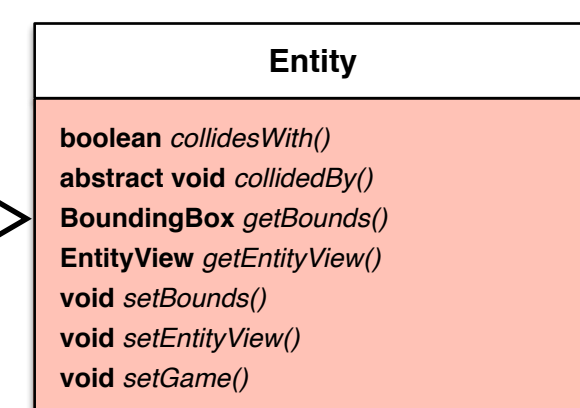 Entity
boolean collidesWith()
abstract void collidedBy()
BoundingBox getBounds()
EntityView getEntityView()
void setBounds()
void setEntityView()
void setGame()